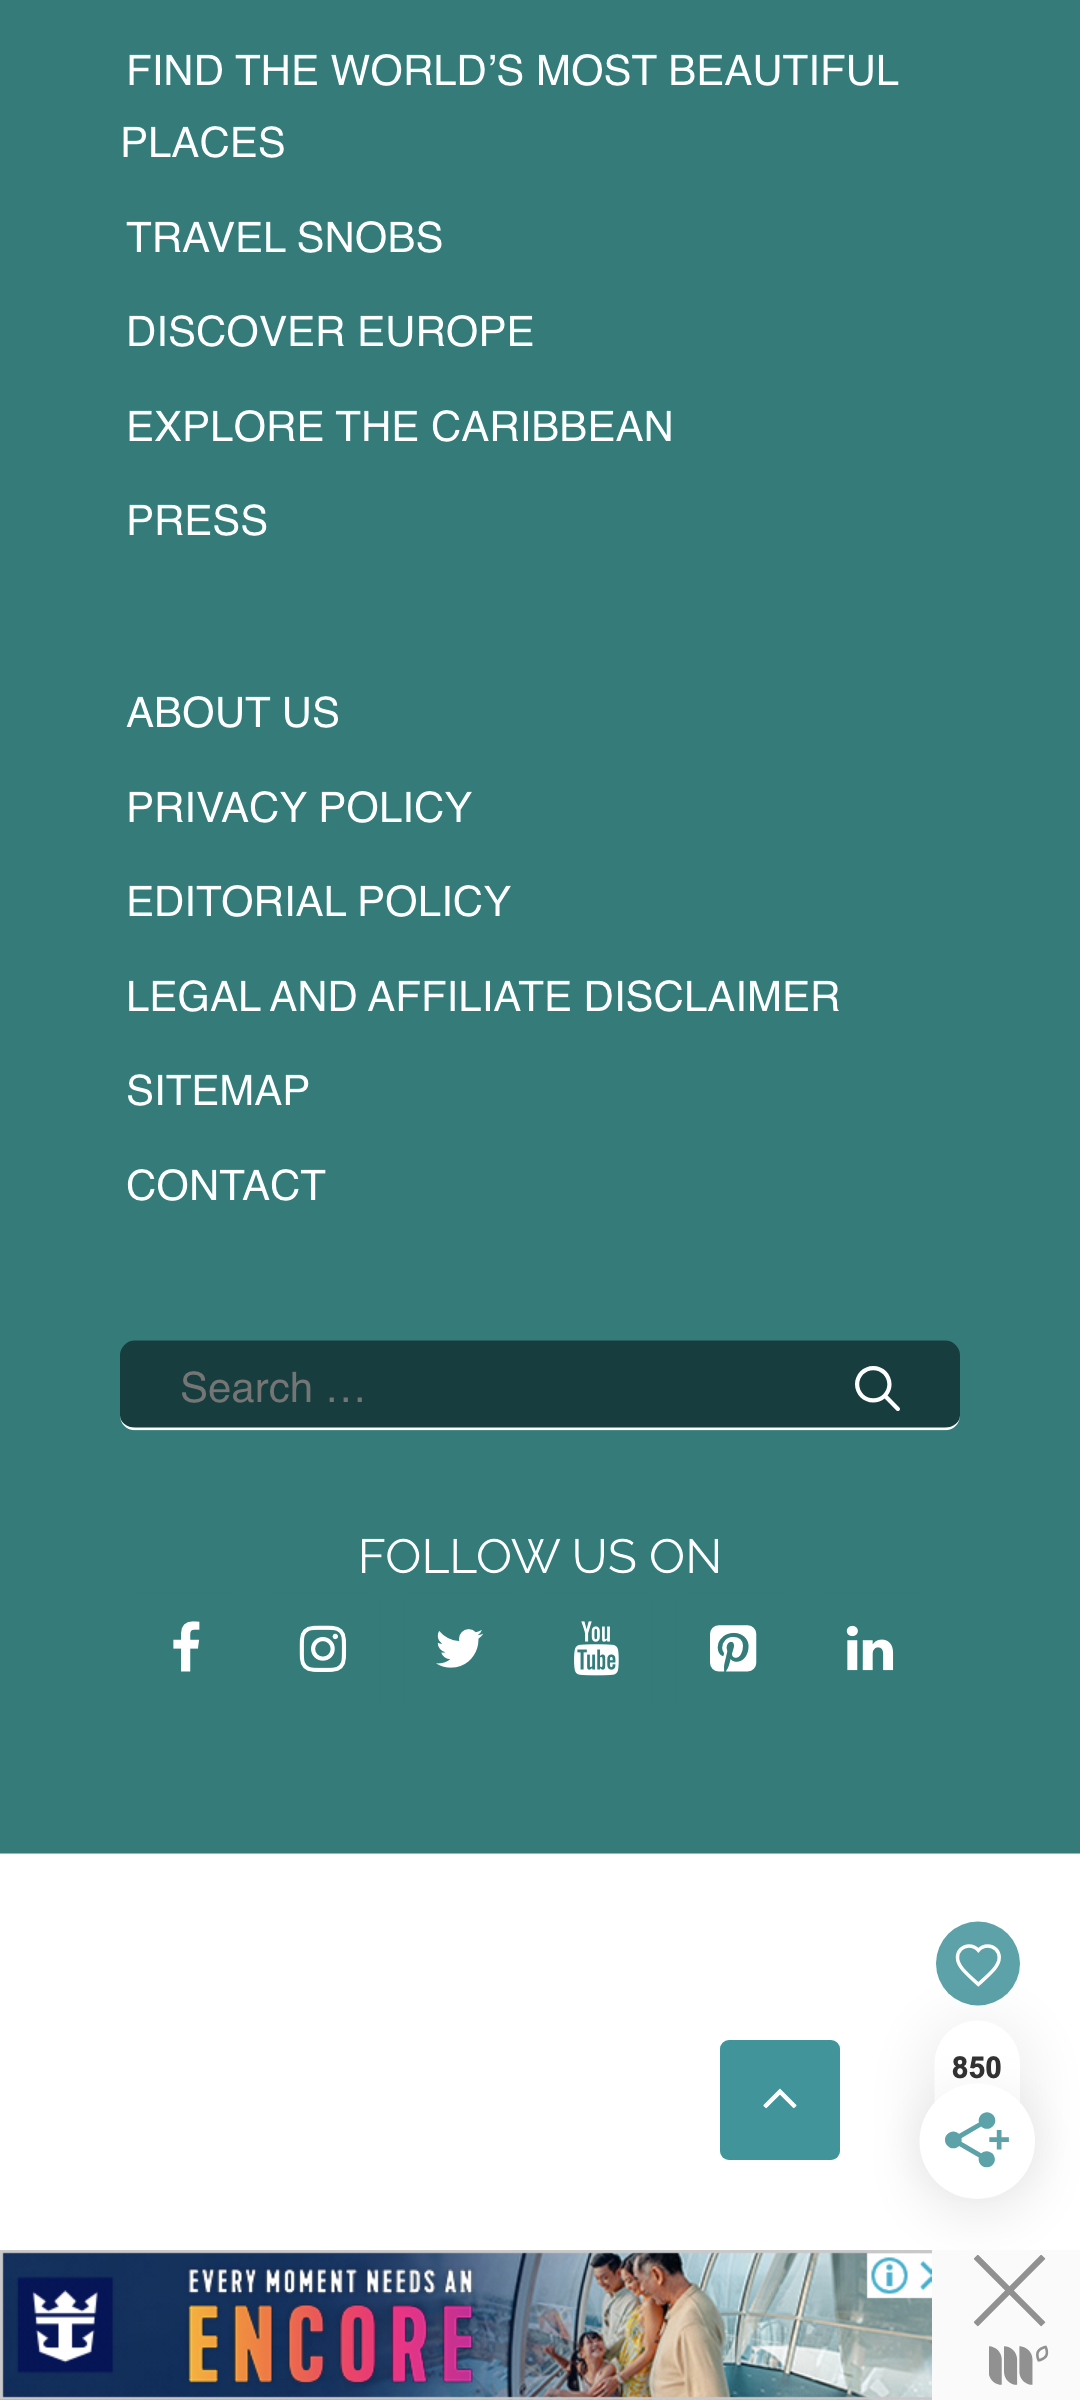 FIND THE WORLD’S MOST BEAUTIFUL
PLACES
TRAVEL SNOBS
DISCOVER EUROPE
EXPLORE THE CARIBBEAN
PRESS
ABOUT US
PRIVACY POLICY
EDITORIAL POLICY
LEGAL AND AFFILIATE DISCLAIMER
SITEMAP
CONTACT
Search …
FOLLOW US ON
You
Tube
850
EVERY MOMENT NEEDS AN
ENCORE